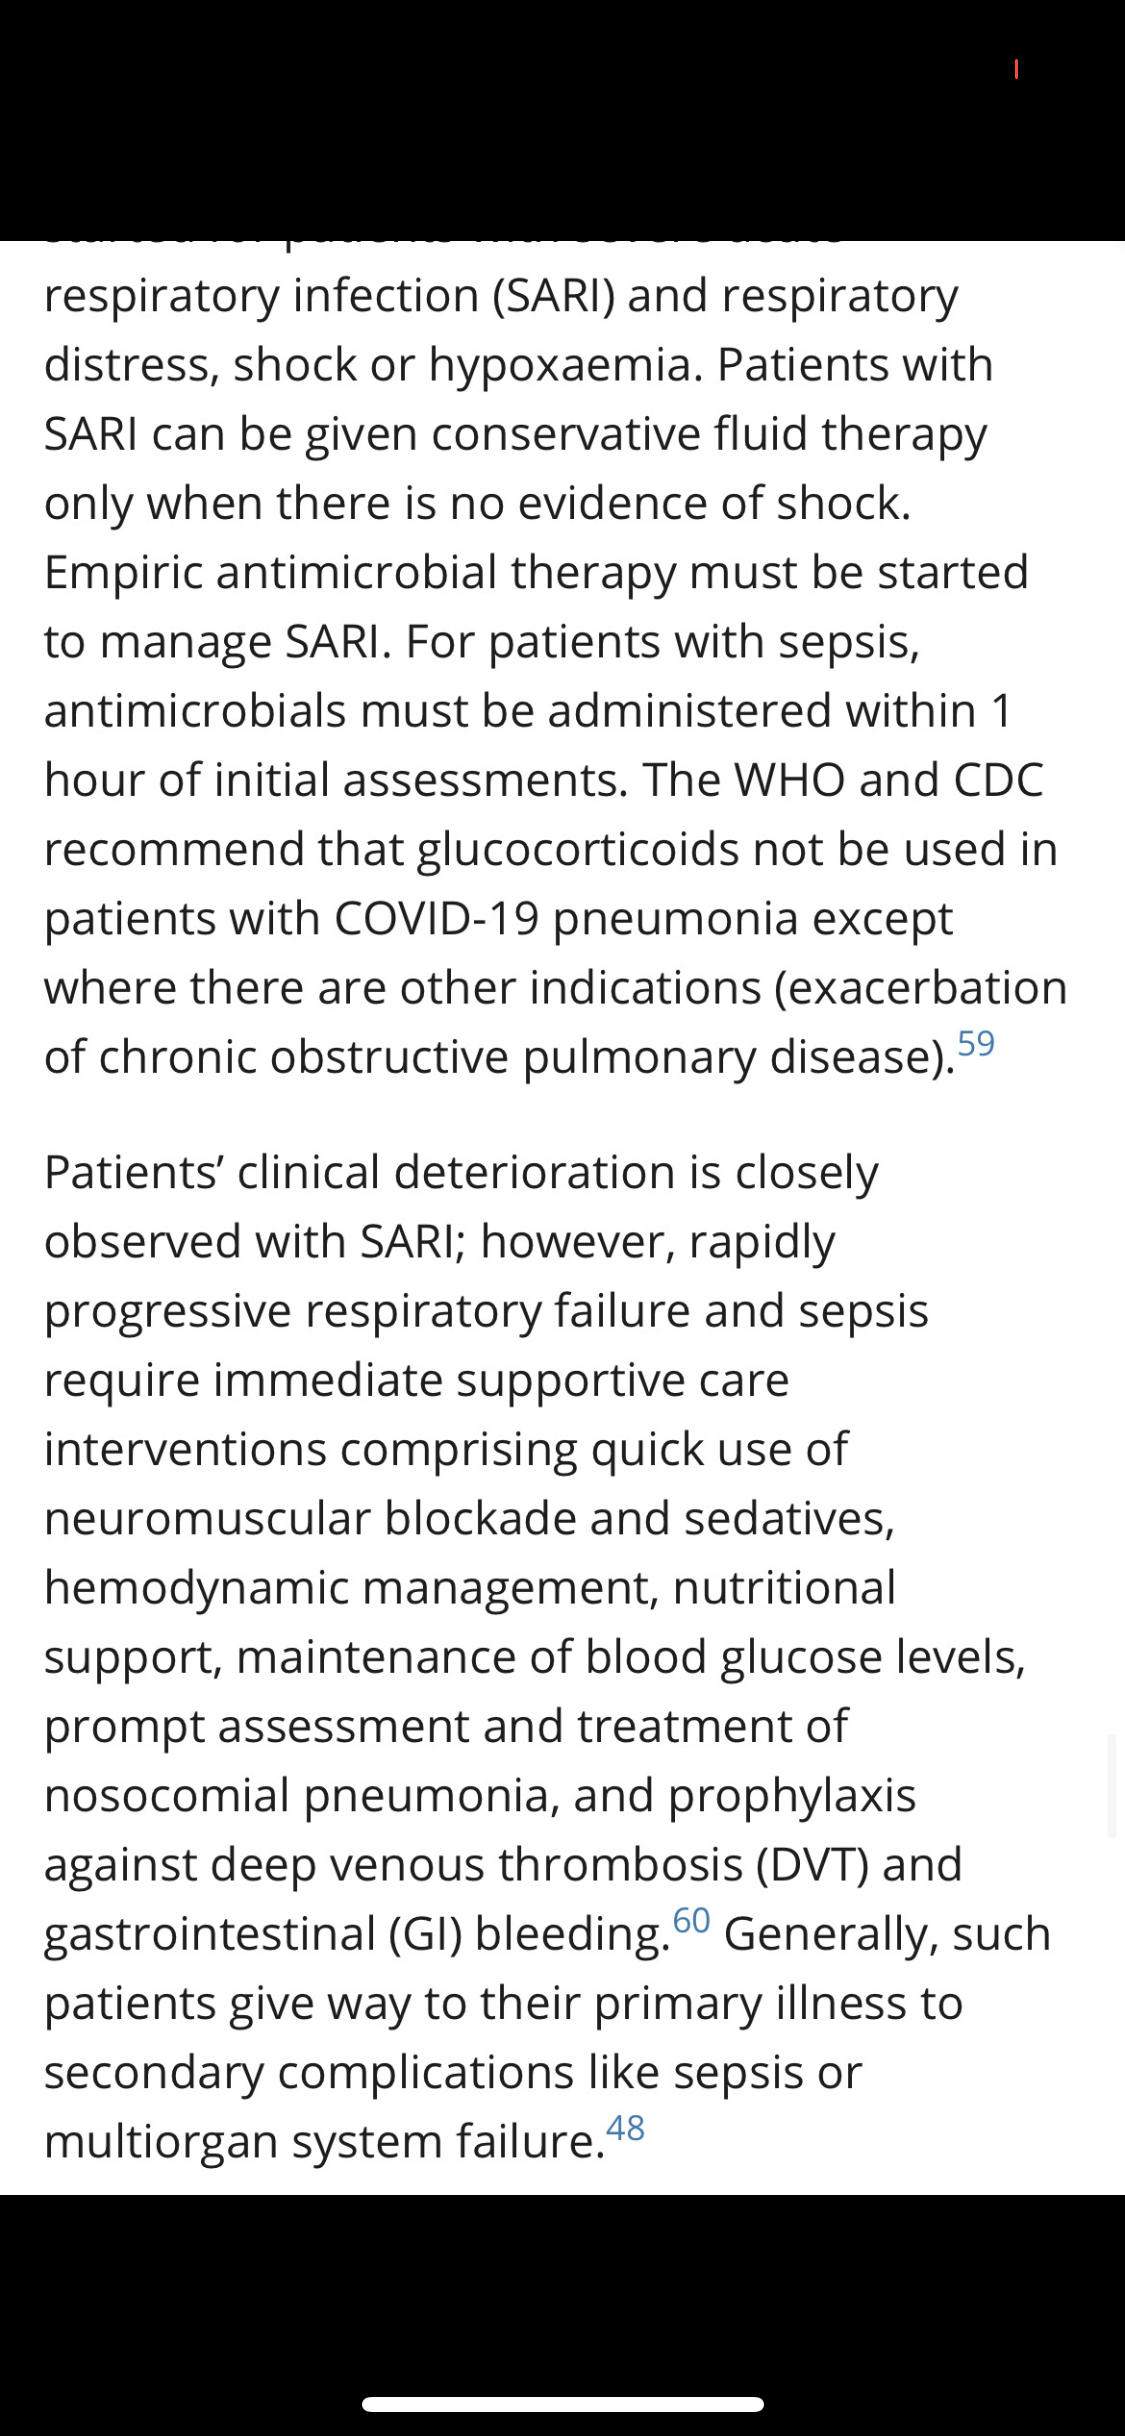 respiratory infection (SARI) and respiratory
distress, shock or hypoxaemia. Patients with
SARI can be given conservative fluid therapy
only when there is no evidence of shock.
Empiric antimicrobial therapy must be started
to manage SARI. For patients with sepsis,
antimicrobials must be administered within 1
hour of initial assessments. The WHO and CDC
recommend that glucocorticoids not be used in
patients with COVID-19 pneumonia except
where there are other indications (exacerbation
of chronic obstructive pulmonary disease).59
Patients’ clinical deterioration is closely
observed with SARI; however, rapidly
progressive respiratory failure and sepsis
require immediate supportive care
interventions comprising quick use of
neuromuscular blockade and sedatives,
hemodynamic management, nutritional
support, maintenance of blood glucose levels,
prompt assessment and treatment of
nosocomial pneumonia, and prophylaxis
against deep venous thrombosis (DVT) and
gastrointestinal (GI) bleeding.60 Generally, such
patients give way to their primary illness to
secondary complications like sepsis or
multiorgan system failure.48